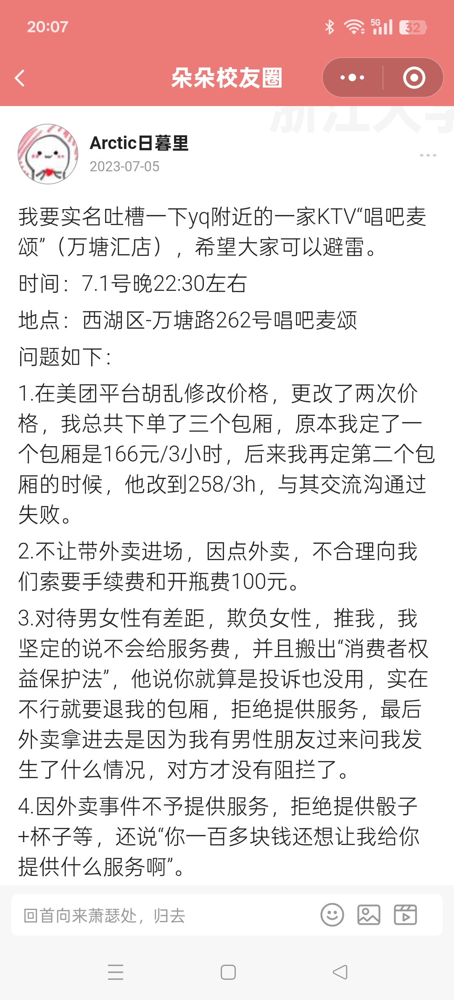 20:07
5G
32
朵朵校友圈
浙江大学
Arctic日暮里
2023-07-05
我要实名吐槽一下yq附近的一家KTV“唱吧麦
颂”（万塘汇店），希望大家可以避雷。
时间：7.1号晚22:30左右
地点：西湖区-万塘路262号唱吧麦颂
问题如下：
1.在美团平台胡乱修改价格，更改了两次价
格，我总共下单了三个包厢，原本我定了一
个包厢是166元/3小时，后来我再定第二个包
厢的时候，他改到258/3h，与其交流沟通过
失败。
2.不让带外卖进场，因点外卖，不合理向我
们索要手续费和开瓶费100元。
3.对待男女性有差距，欺负女性，推我，我
坚定的说不会给服务费，并且搬出“消费者权
益保护法”，他说你就算是投诉也没用，实在
不行就要退我的包厢，拒绝提供服务，最后
外卖拿进去是因为我有男性朋友过来问我发
生了什么情况，对方才没有阻拦了。
4.因外卖事件不予提供服务，拒绝提供骰子
+杯子等，还说“你一百多块钱还想让我给你
提供什么服务啊”。
回首向来萧瑟处，归去